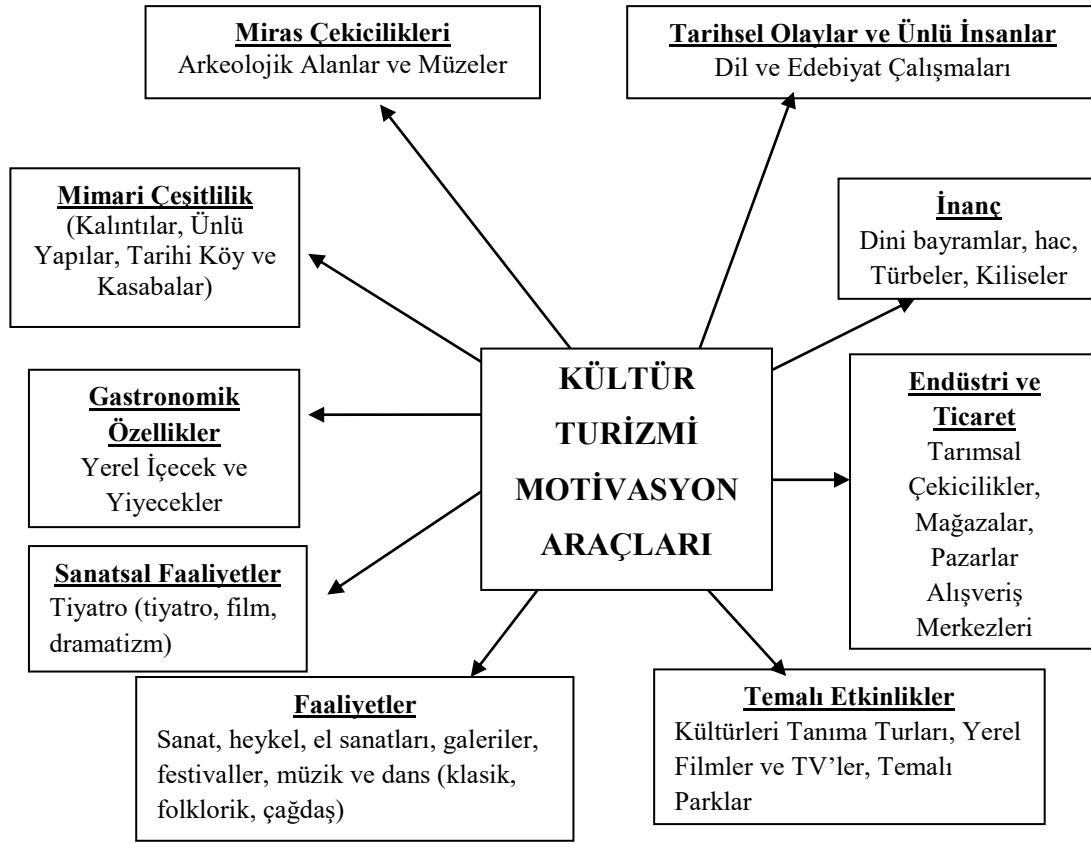 Miras Çekicilikleri
Arkeolojik Alanlar ve Müzeler
Tarihsel Olaylar ve Ünlü İnsanlar
Dil ve Edebiyat Çalışmaları
Mimari Çeşitlilik
(Kalıntılar, Ünlü
Yapılar, Tarihi Köy ve
Kasabalar)
İnanç
Dini bayramlar, hac,
Türbeler, Kiliseler
KÜLTÜR
TURİZMİ
MOTİVASYON
ARAÇLARI
Gastronomik
Özellikler
Yerel İçecek ve
Yiyecekler
Endüstri ve
Ticaret
Tarımsal
Çekicilikler,
Mağazalar,
Pazarlar
Alışveriş
Merkezleri
Sanatsal Faaliyetler
Tiyatro (tiyatro, film,
dramatizm)
Faaliyetler
Sanat, heykel, el sanatları, galeriler,
festivaller, müzik ve dans (klasik,
folklorik, çağdaş)
Temalı Etkinlikler
Kültürleri Tanıma Turları, Yerel
Filmler ve TV’ler, Temalı
Parklar